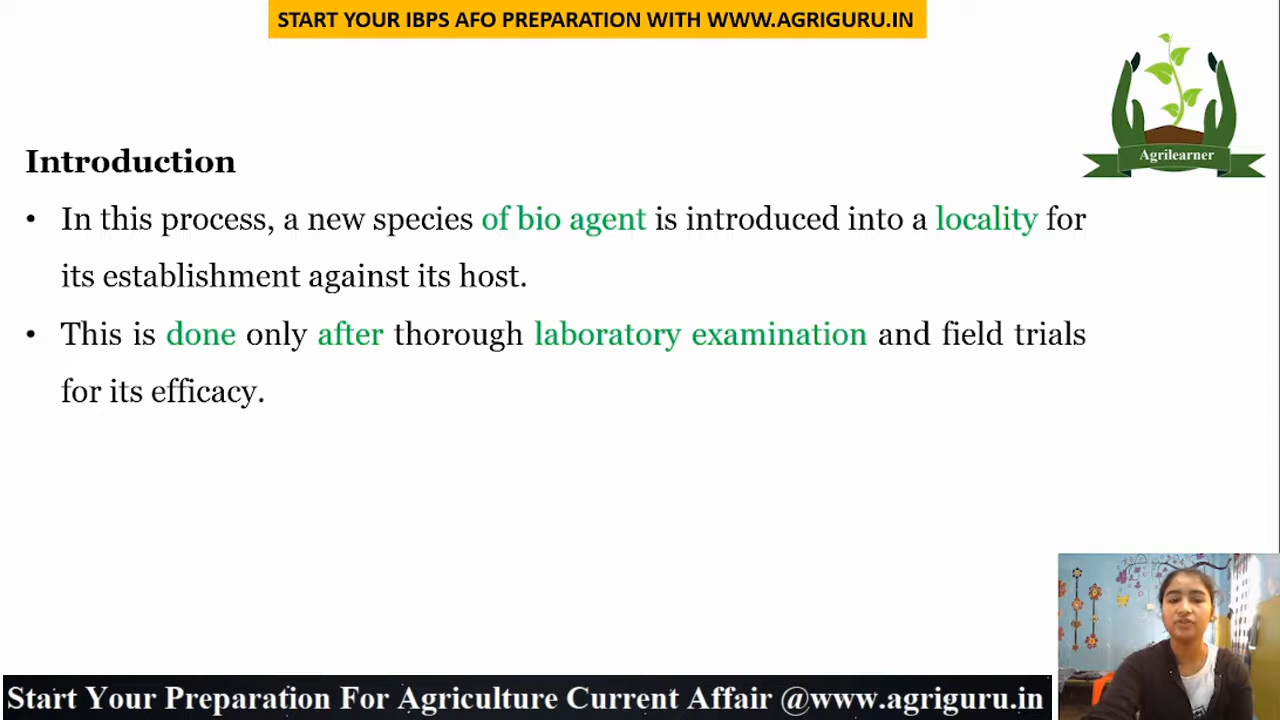 START YOUR IBPS AFO PREPARATION WITH WWW.AGRIGURU.IN
Agrilearner
Introduction
• In this process, a new species of bio agent is introduced into a locality for
its establishment against its host.
• This is done only after thorough laboratory examination and field trials
for its efficacy.
Start Your Preparation For Agriculture Current Affair @www.agriguru.in